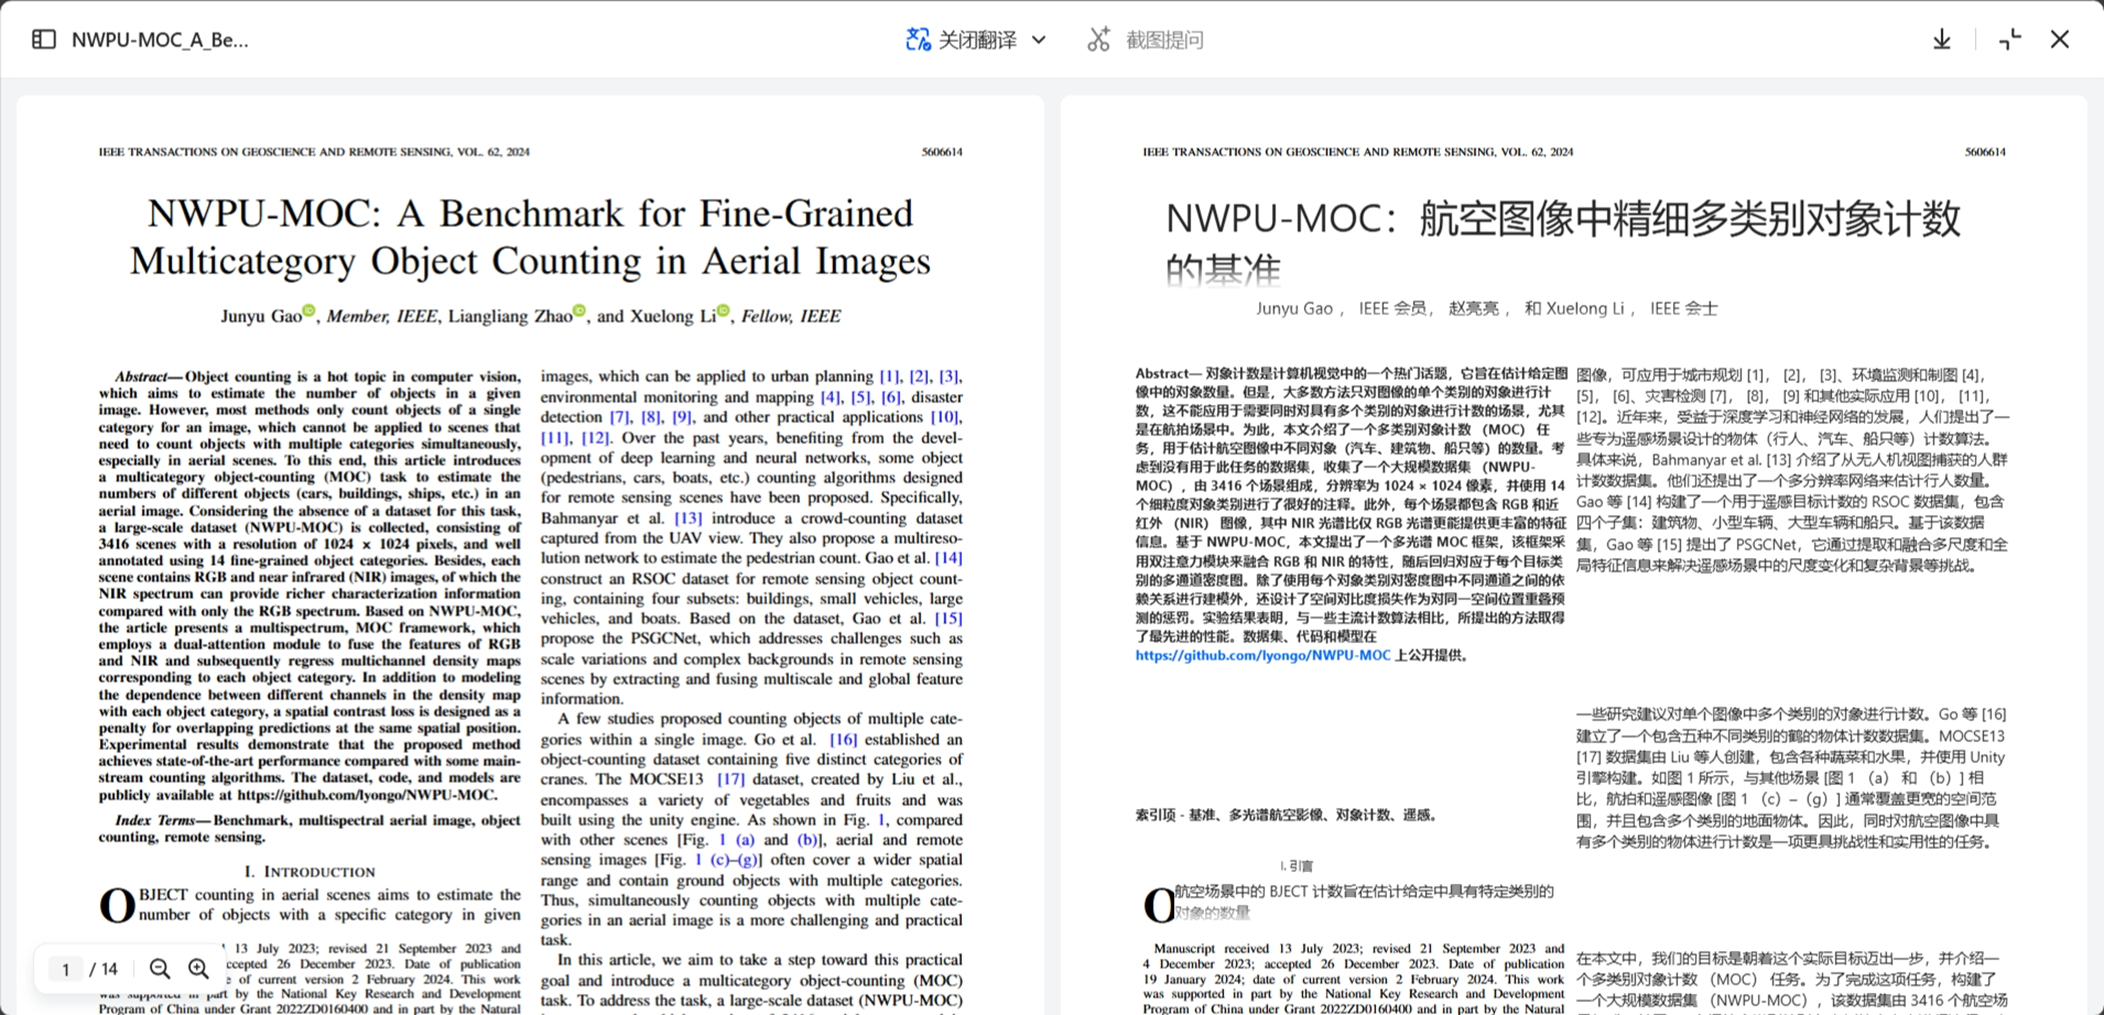 NWPU-MOC_A_Be...
关闭翻译
截图提问
IEEE TRANSACTIONS ON GEOSCIENCE AND REMOTE SENSING, VOL. 62, 2024
5606614
NWPU-MOC: A Benchmark for Fine-Grained
Multicategory Object Counting in Aerial Images
Junyu Gao, Member, IEEE, Liangliang Zhao, and Xuelong Li, Fellow, IEEE
Abstract—Object counting is a hot topic in computer vision,
which aims to estimate the number of objects in a given
image. However, most methods only count objects of a single
category for an image, which cannot be applied to scenes that
need to count objects with multiple categories simultaneously,
especially in aerial scenes. To this end, this article introduces
a multicategory object-counting (MOC) task to estimate the
numbers of different objects (cars, buildings, ships, etc.) in an
aerial image. Considering the absence of a dataset for this task,
a large-scale dataset (NWPU-MOC) is collected, consisting of
3416 scenes with a resolution of 1024 × 1024 pixels, and well
annotated using 14 fine-grained object categories. Besides, each
scene contains RGB and near infrared (NIR) images, of which the
NIR spectrum can provide richer characterization information
compared with only the RGB spectrum. Based on NWPU-MOC,
the article presents a multispectrum, MOC framework, which
employs a dual-attention module to fuse the features of RGB
and NIR and subsequently regress multichannel density maps
corresponding to each object category. In addition to modeling
the dependence between different channels in the density map
with each object category, a spatial contrast loss is designed as a
penalty for overlapping predictions at the same spatial position.
Experimental results demonstrate that the proposed method
achieves state-of-the-art performance compared with some main-
stream counting algorithms. The dataset, code, and models are
publicly available at https://github.com/lyongo/NWPU-MOC.
Index Terms—Benchmark, multispectral aerial image, object
counting, remote sensing.
I. INTRODUCTION
OBJECT counting in aerial scenes aims to estimate the
number of objects with a specific category in given
13 July 2023; revised 21 September 2023 and
ccepted 26 December 2023. Date of publication
e of current version 2 February 2024. This work
was supported in part by the National Key Research and Development
Program of China under Grant 2022ZD0160400 and in part by the Natural
1 / 14
images, which can be applied to urban planning [1], [2], [3],
environmental monitoring and mapping [4], [5], [6], disaster
detection [7], [8], [9], and other practical applications [10],
[11], [12]. Over the past years, benefiting from the devel-
opment of deep learning and neural networks, some object
(pedestrians, cars, boats, etc.) counting algorithms designed
for remote sensing scenes have been proposed. Specifically,
Bahmanyar et al. [13] introduce a crowd-counting dataset
captured from the UAV view. They also propose a multireso-
lution network to estimate the pedestrian count. Gao et al. [14]
construct an RSOC dataset for remote sensing object count-
ing, containing four subsets: buildings, small vehicles, large
vehicles, and boats. Based on the dataset, Gao et al. [15]
propose the PSGCNet, which addresses challenges such as
scale variations and complex backgrounds in remote sensing
scenes by extracting and fusing multiscale and global feature
information.
A few studies proposed counting objects of multiple cate-
gories within a single image. Go et al. [16] established an
object-counting dataset containing five distinct categories of
cranes. The MOCSE13 [17] dataset, created by Liu et al.,
encompasses a variety of vegetables and fruits and was
built using the unity engine. As shown in Fig. 1, compared
with other scenes [Fig. 1 (a) and (b)], aerial and remote
sensing images [Fig. 1 (c)–(g)] often cover a wider spatial
range and contain ground objects with multiple categories.
Thus, simultaneously counting objects with multiple cate-
gories in an aerial image is a more challenging and practical
task.
In this article, we aim to take a step toward this practical
goal and introduce a multicategory object-counting (MOC)
task. To address the task, a large-scale dataset (NWPU-MOC)
IEEE TRANSACTIONS ON GEOSCIENCE AND REMOTE SENSING, VOL. 62, 2024
5606614
NWPU-MOC：航空图像中精细多类别对象计数
的基准
Junyu Gao， IEEE 会员， 赵亮亮， 和 Xuelong Li， IEEE 会士
Abstract— 对象计数是计算机视觉中的一个热门话题，它旨在估计给定图
像中的对象数量。但是，大多数方法只对图像的单个类别的对象进行计
数，这不能应用于需要同时对具有多个类别的对象进行计数的场景，尤其
是在航拍场景中。为此，本文介绍了一个多类别对象计数 （MOC） 任
务，用于估计航空图像中不同对象（汽车、建筑物、船只等）的数量。考
虑到没有用于此任务的数据集，收集了一个大规模数据集 （NWPU-
MOC），由 3416 个场景组成，分辨率为 1024 × 1024 像素，并使用 14
个细粒度对象类别进行了很好的注释。此外，每个场景都包含 RGB 和近
红外 （NIR） 图像，其中 NIR 光谱比仅 RGB 光谱更能提供更丰富的特征
信息。基于 NWPU-MOC，本文提出了一个多光谱 MOC 框架，该框架采
用双注意力模块来融合 RGB 和 NIR 的特性，随后回归对应于每个目标类
别的多通道密度图。除了使用每个对象类别对密度图中不同通道之间的依
赖关系进行建模外，还设计了空间对比度损失作为对同一空间位置重叠预
测的惩罚。实验结果表明，与一些主流计数算法相比，所提出的方法取得
了最先进的性能。数据集、代码和模型在
https://github.com/lyongo/NWPU-MOC 上公开提供。
索引项 - 基准、多光谱航空影像、对象计数、遥感。
I. 引言
O航空场景中的 BJECT 计数旨在估计给定中具有特定类别的
对象的数量
Manuscript received 13 July 2023; revised 21 September 2023 and
4 December 2023; accepted 26 December 2023. Date of publication
19 January 2024; date of current version 2 February 2024. This work
was supported in part by the National Key Research and Development
Program of China under Grant 2022ZD0160400 and in part by the Natural
图像，可应用于城市规划 [1]， [2]， [3]、环境监测和制图 [4]，
[5]， [6]、灾害检测 [7]， [8]， [9] 和其他实际应用 [10]， [11]，
[12]。近年来，受益于深度学习和神经网络的发展，人们提出了一
些专为遥感场景设计的物体（行人、汽车、船只等）计数算法。
具体来说，Bahmanyar et al. [13] 介绍了从无人机视图捕获的人群
计数数据集。他们还提出了一个多分辨率网络来估计行人数量。
Gao 等 [14] 构建了一个用于遥感目标计数的 RSOC 数据集，包含
四个子集：建筑物、小型车辆、大型车辆和船只。基于该数据
集，Gao 等 [15] 提出了 PSGCNet，它通过提取和融合多尺度和全
局特征信息来解决遥感场景中的尺度变化和复杂背景等挑战。
一些研究建议对单个图像中多个类别的对象进行计数。Go 等 [16]
建立了一个包含五种不同类别的鹤的物体计数数据集。MOCSE13
[17] 数据集由 Liu 等人创建，包含各种蔬菜和水果，并使用 Unity
引擎构建。如图 1 所示，与其他场景 [图 1 （a） 和 （b）] 相
比，航拍和遥感图像 [图 1 （c）–（g）] 通常覆盖更宽的空间范
围，并且包含多个类别的地面物体。因此，同时对航空图像中具
有多个类别的物体进行计数是一项更具挑战性和实用性的任务。
在本文中，我们的目标是朝着这个实际目标迈出一步，并介绍一
个多类别对象计数 （MOC） 任务。为了完成这项任务，构建了
一个大规模数据集 （NWPU-MOC），该数据集由 3416 个航空场